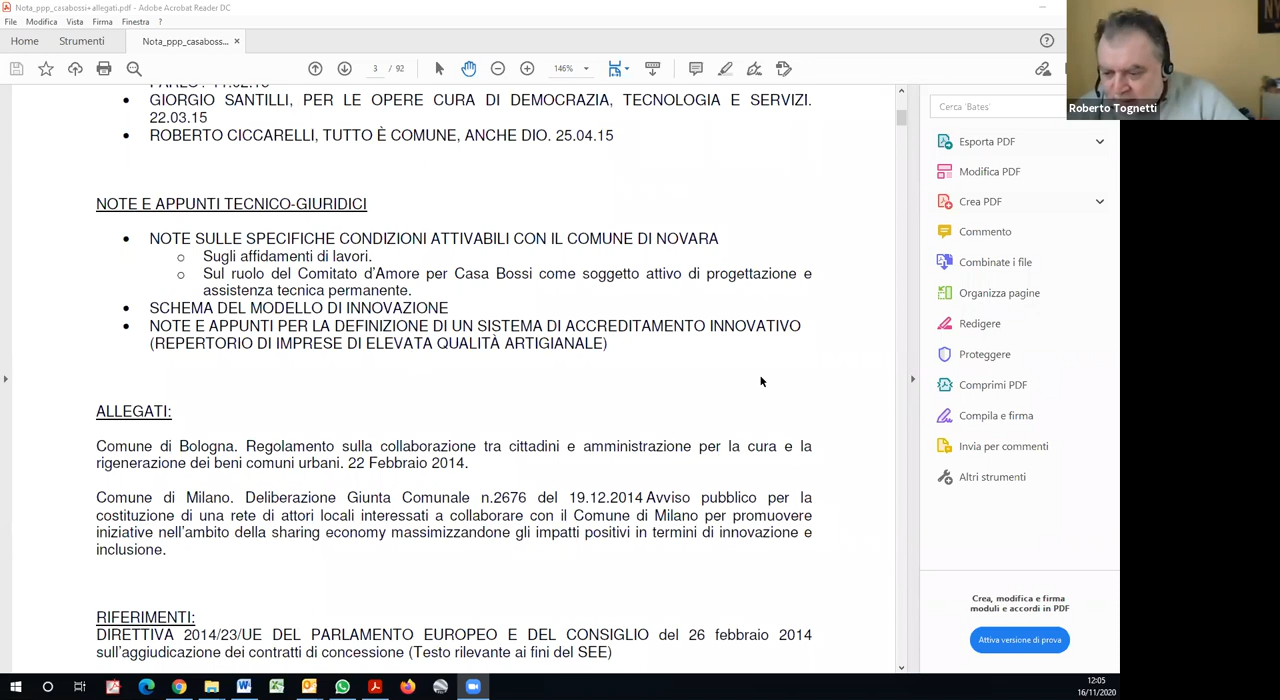 Nota_ppp_casabossi+allegati.pdf - Adobe Acrobat Reader DC
File Modifica Vista Firma Finestra ?
Home Strumenti Nota_ppp_casaboss... ×
3 / 92 146%
Roberto Tognetti
GIORGIO SANTILLI, PER LE OPERE CURA DI DEMOCRAZIA, TECNOLOGIA E SERVIZI.
22.03.15
ROBERTO CICCARELLI, TUTTO È COMUNE, ANCHE DIO. 25.04.15
NOTE E APPUNTI TECNICO-GIURIDICI
NOTE SULLE SPECIFICHE CONDIZIONI ATTIVABILI CON IL COMUNE DI NOVARA
Sugli affidamenti di lavori.
Sul ruolo del Comitato d'Amore per Casa Bossi come soggetto attivo di progettazione e
assistenza tecnica permanente.
SCHEMA DEL MODELLO DI INNOVAZIONE
NOTE E APPUNTI PER LA DEFINIZIONE DI UN SISTEMA DI ACCREDITAMENTO INNOVATIVO
(REPERTORIO DI IMPRESE DI ELEVATA QUALITÀ ARTIGIANALE)
ALLEGATI:
Comune di Bologna. Regolamento sulla collaborazione tra cittadini e amministrazione per la cura e la
rigenerazione dei beni comuni urbani. 22 Febbraio 2014.
Comune di Milano. Deliberazione Giunta Comunale n.2676 del 19.12.2014 Avviso pubblico per la
costituzione di una rete di attori locali interessati a collaborare con il Comune di Milano per promuovere
iniziative nell'ambito della sharing economy massimizzandone gli impatti positivi in termini di innovazione e
inclusione.
RIFERIMENTI:
DIRETTIVA 2014/23/UE DEL PARLAMENTO EUROPEO E DEL CONSIGLIO del 26 febbraio 2014
sull'aggiudicazione dei contratti di concessione (Testo rilevante ai fini del SEE)
Cerca 'Bates'
Esporta PDF
Modifica PDF
Crea PDF
Commento
Combinate i file
Organizza pagine
Redigere
Proteggere
Comprimi PDF
Compila e firma
Invia per commenti
Altri strumenti
Crea, modifica e firma
moduli e accordi in PDF
Attiva versione di prova
12:05
16/11/2020